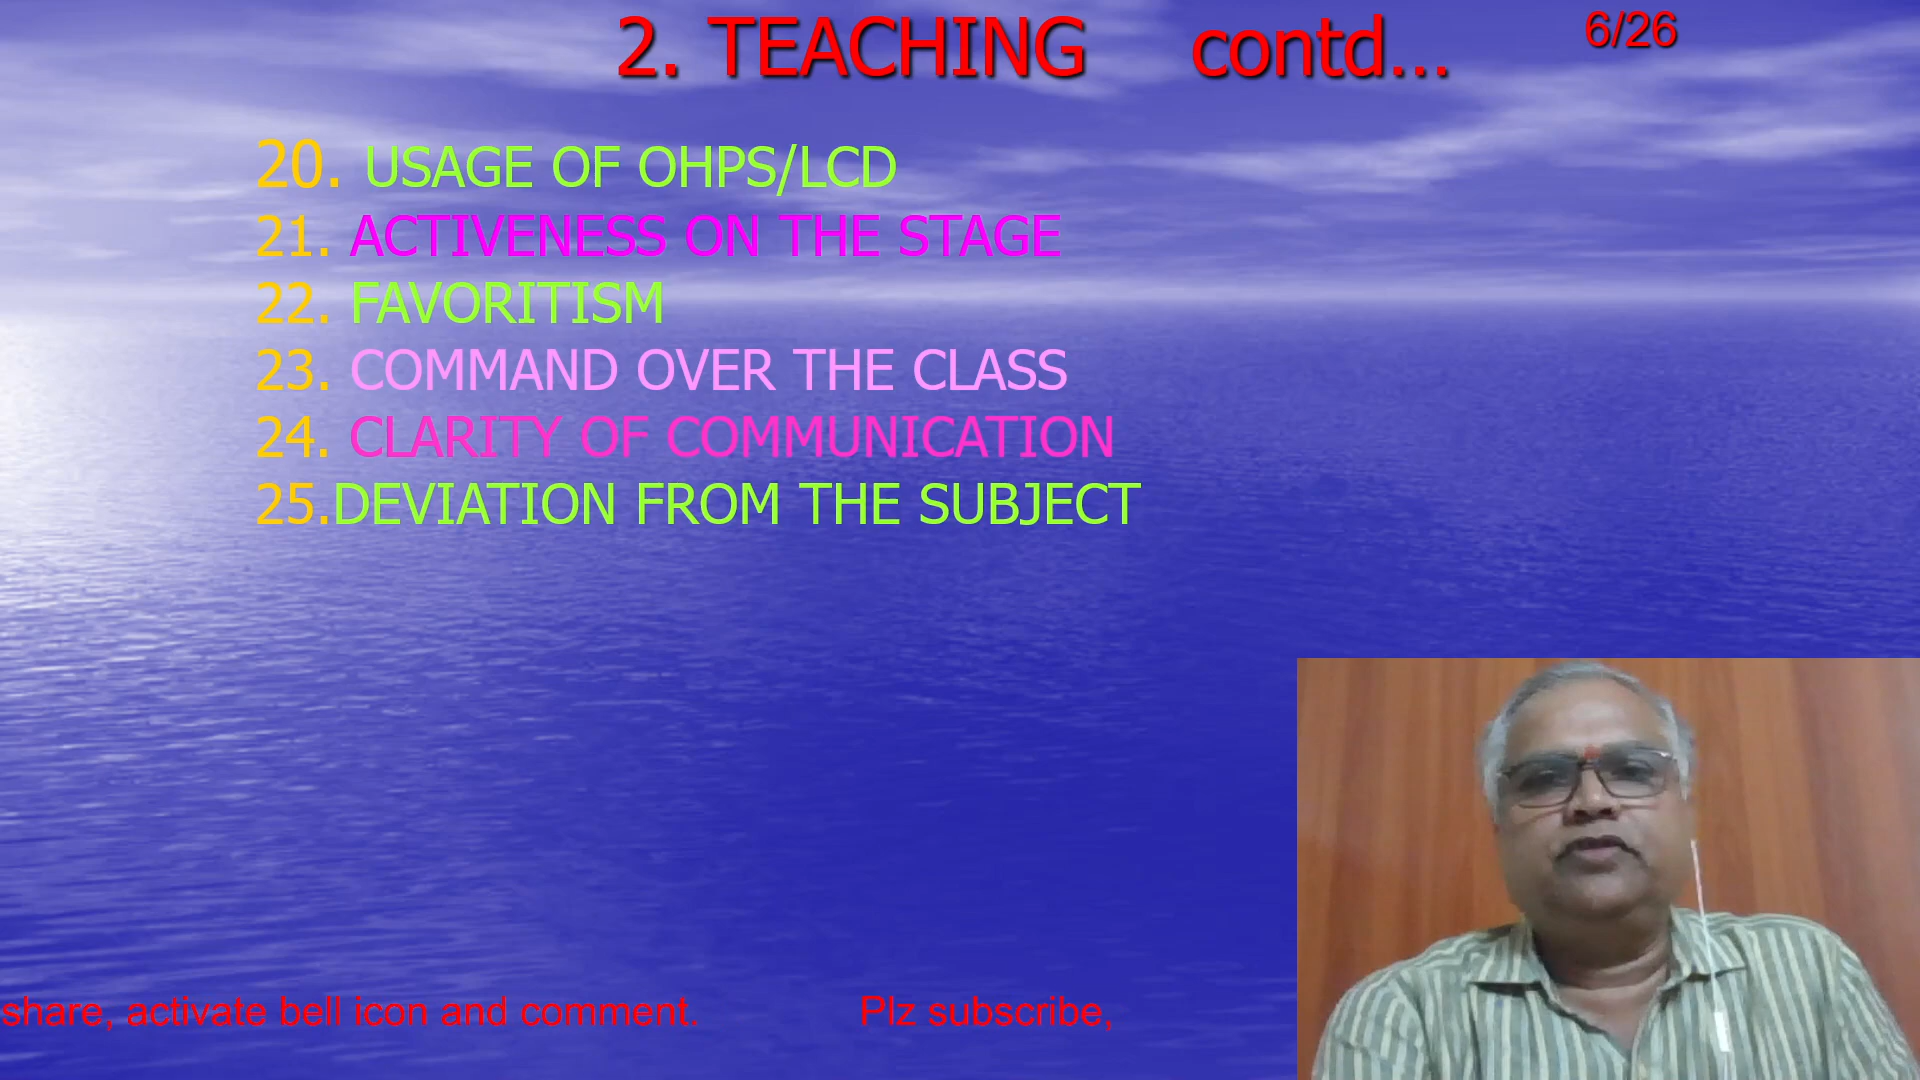 2. TEACHING contd... 6/26
20. USAGE OF OHPS/LCD
21. ACTIVENESS ON THE STAGE
22. FAVORITISM
23. COMMAND OVER THE CLASS
24. CLARITY OF COMMUNICATION
25.DEVIATION FROM THE SUBJECT
share, activate bell icon and comment. Plz subscribe,